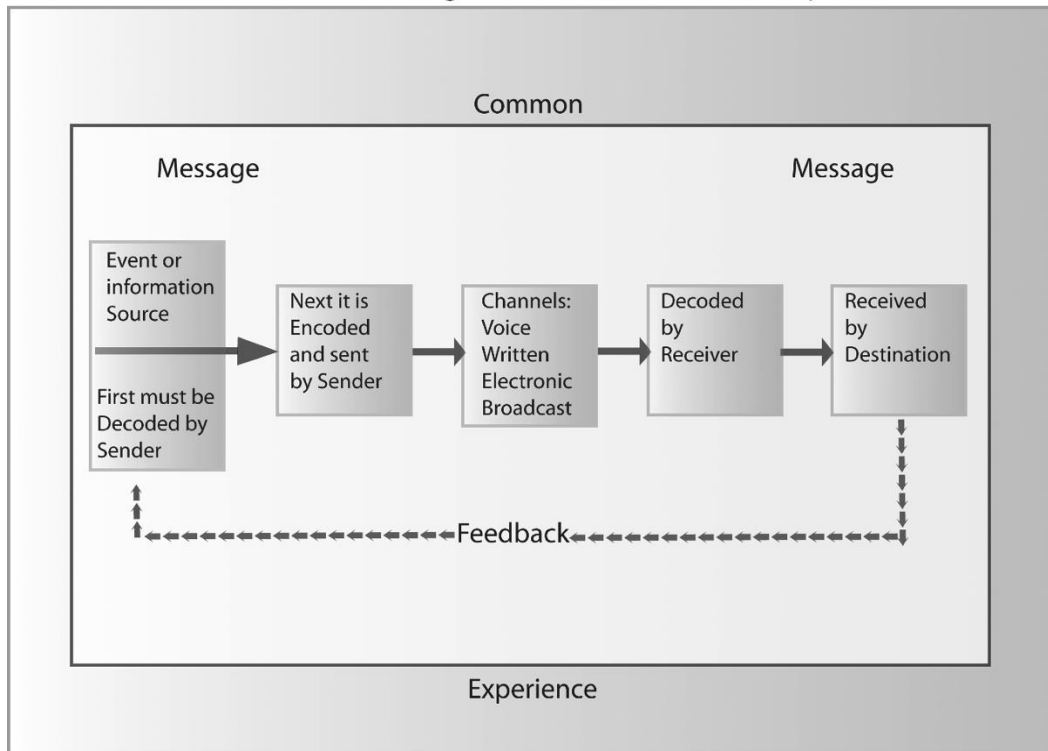 Common
Message
Message
Event or
information
Source
First must be
Decoded by
Sender
Next it is
Encoded
and sent
by Sender
Channels:
Voice
Written
Electronic
Broadcast
Decoded
by
Receiver
Received
by
Destination
Feedback
Experience